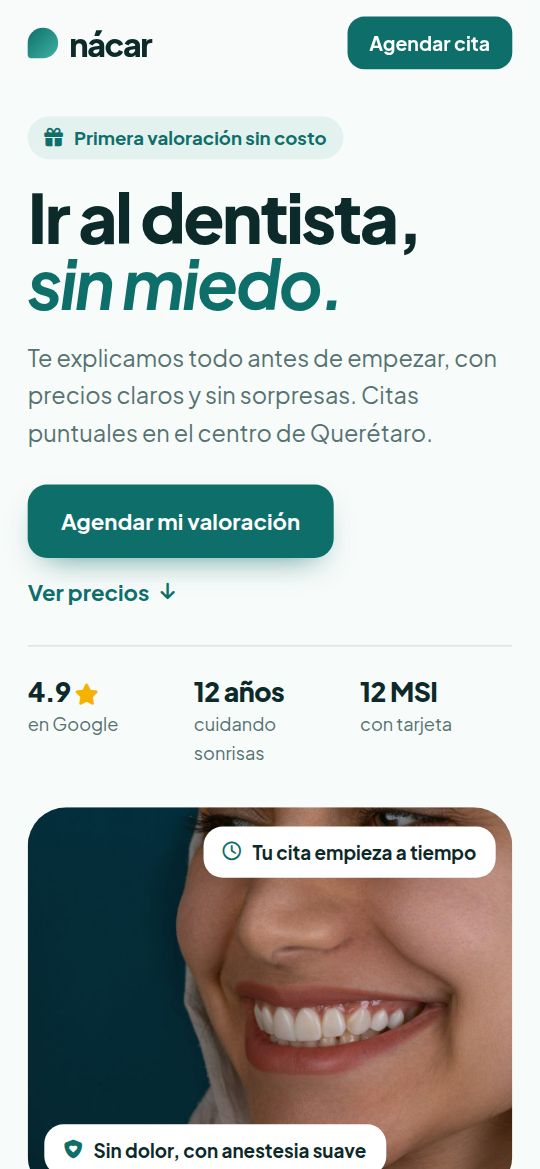 nácar
Agendar cita
Primera valoración sin costo
Ir al dentista,
sin miedo.
Te explicamos todo antes de empezar, con
precios claros y sin sorpresas. Citas
puntuales en el centro de Querétaro.
Agendar mi valoración
Ver precios ↓
4.9
en Google
12 años
cuidando
sonrisas
12 MSI
con tarjeta
Tu cita empieza a tiempo
Sin dolor, con anestesia suave